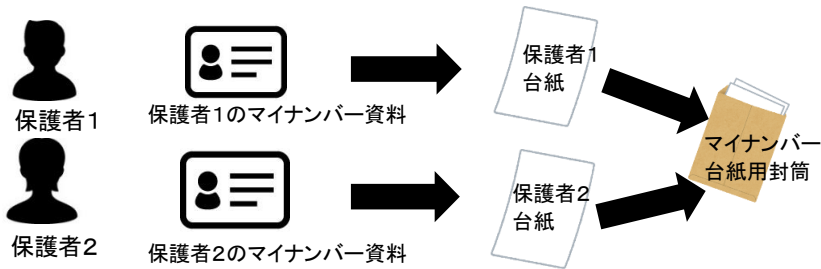 保護者1
保護者1のマイナンバー資料
保護者1
台紙
マイナンバー
台紙用封筒
保護者2
保護者2のマイナンバー資料
保護者2
台紙